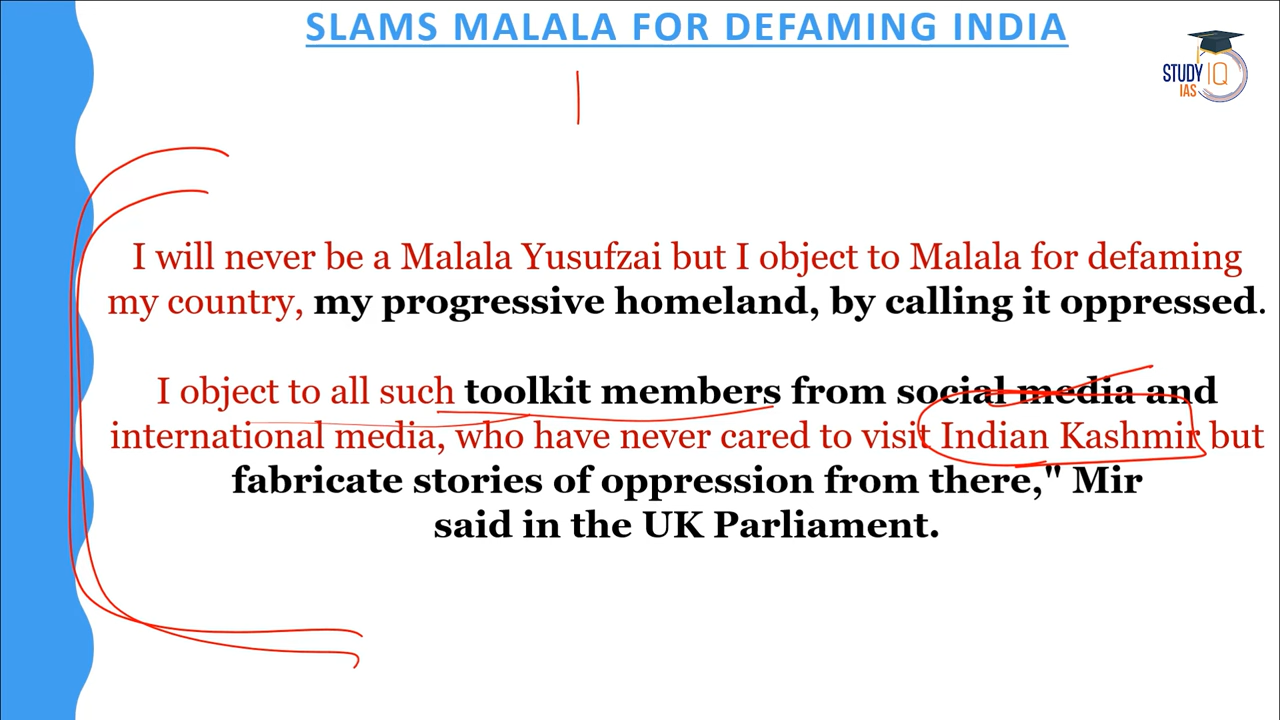 SLAMS MALALA FOR DEFAMING INDIA
STUDY IQ
IAS
I will never be a Malala Yusufzai but I object to Malala for defaming
my country, my progressive homeland, by calling it oppressed.
I object to all such toolkit members from social media and
international media, who have never cared to visit Indian Kashmir but
fabricate stories of oppression from there," Mir
said in the UK Parliament.